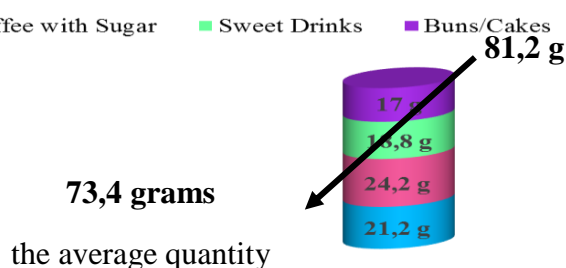 ffee with Sugar Sweet Drinks Buns/Cakes
81,2 g
17 g
18,8 g
24,2 g
21,2 g
73,4 grams
the average quantity